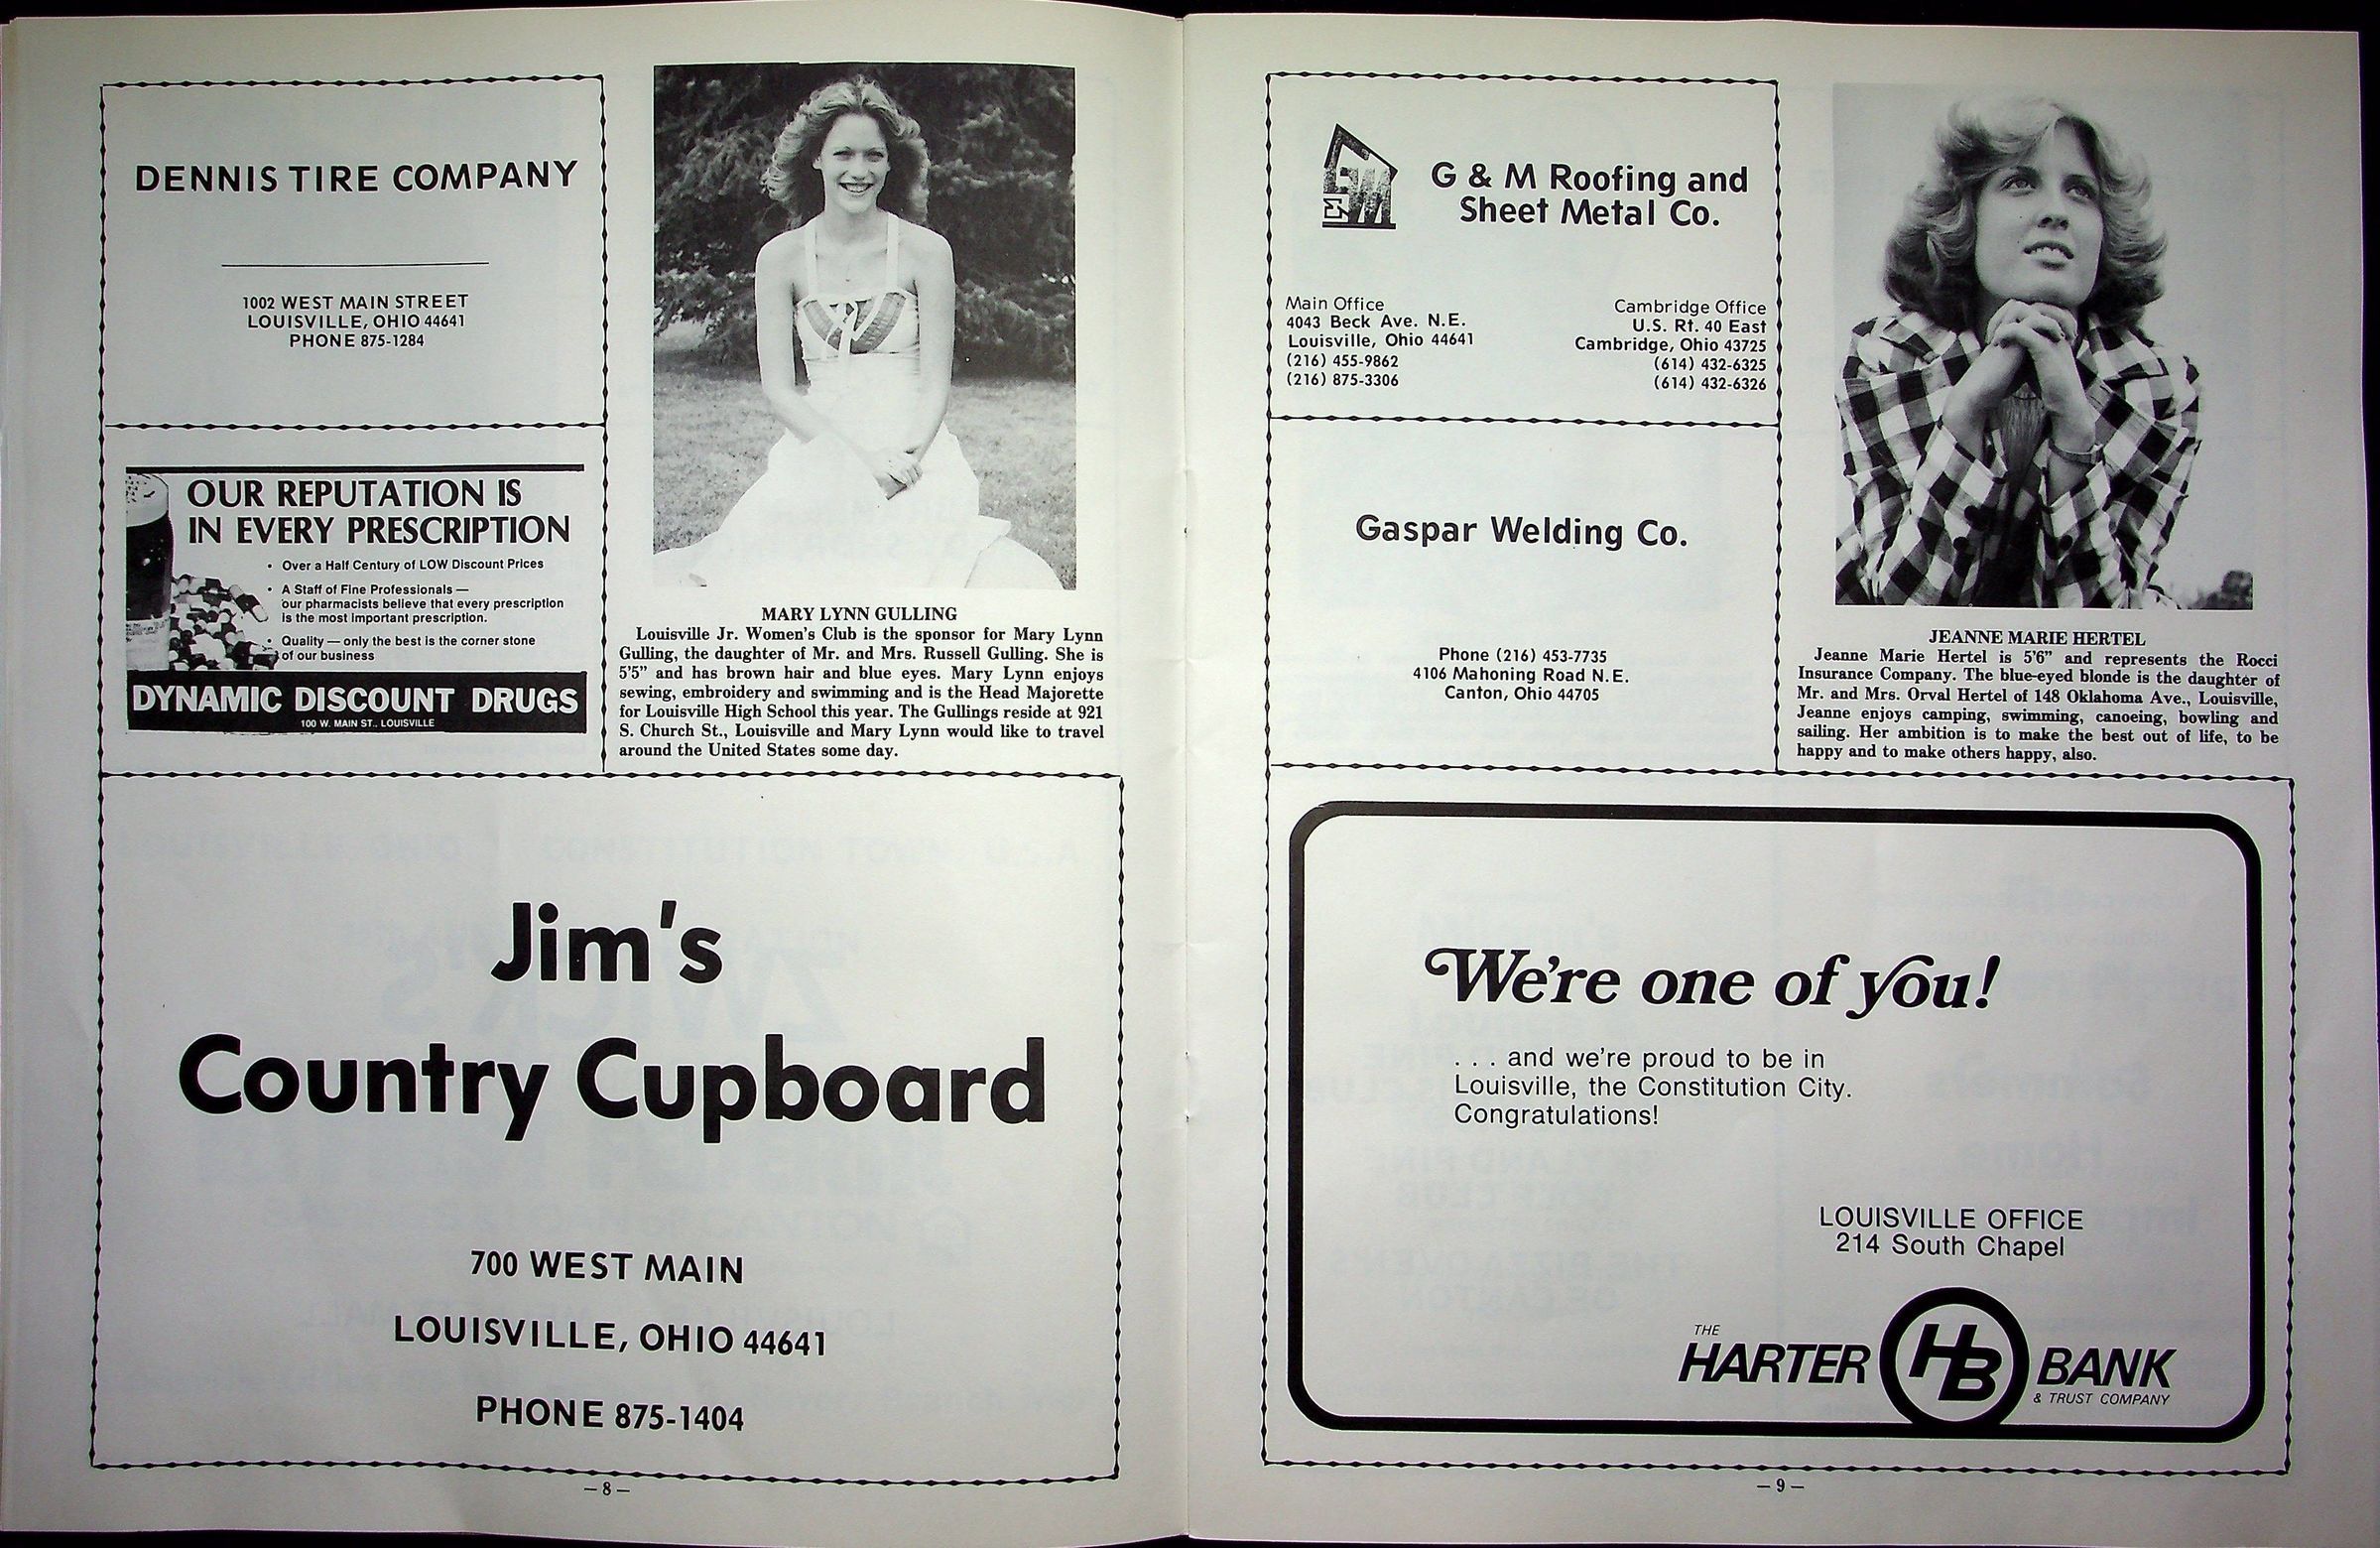 DENNIS TIRE COMPANY
1002 WEST MAIN STREET
LOUISVILLE, OHIO 44641
PHONE 875-1284
OUR REPUTATION IS
IN EVERY PRESCRIPTION
• Over a Half Century of LOW Discount Prices
• A Staff of Fine Professionals —
our pharmacists believe that every prescription
is the most important prescription.
• Quality — only the best is the corner stone
of our business
DYNAMIC DISCOUNT DRUGS
100 W. MAIN ST., LOUISVILLE
MARY LYNN GULLING
Louisville Jr. Women's Club is the sponsor for Mary Lynn
Gulling, the daughter of Mr. and Mrs. Russell Gulling. She is
5'5" and has brown hair and blue eyes. Mary Lynn enjoys
sewing, embroidery and swimming and is the Head Majorette
for Louisville High School this year. The Gullings reside at 921
S. Church St., Louisville and Mary Lynn would like to travel
around the United States some day.
Jim's
Country Cupboard
700 WEST MAIN
LOUISVILLE, OHIO 44641
PHONE 875-1404
— 8 —
G & M Roofing and
Sheet Metal Co.
Main Office
4043 Beck Ave. N.E.
Louisville, Ohio 44641
(216) 455-9862
(216) 875-3306
Cambridge Office
U.S. Rt. 40 East
Cambridge, Ohio 43725
(614) 432-6325
(614) 432-6326
Gaspar Welding Co.
Phone (216) 453-7735
4106 Mahoning Road N.E.
Canton, Ohio 44705
JEANNE MARIE HERTEL
Jeanne Marie Hertel is 5'6" and represents the Rocci
Insurance Company. The blue-eyed blonde is the daughter of
Mr. and Mrs. Orval Hertel of 148 Oklahoma Ave., Louisville,
Jeanne enjoys camping, swimming, canoeing, bowling and
sailing. Her ambition is to make the best out of life, to be
happy and to make others happy, also.
We're one of you!
. . . and we're proud to be in
Louisville, the Constitution City.
Congratulations!
LOUISVILLE OFFICE
214 South Chapel
THE
HARTER HB BANK
& TRUST COMPANY
— 9 —